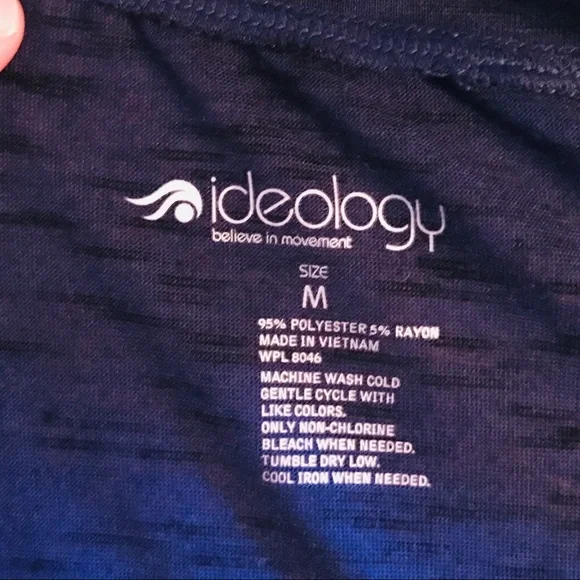 ideology
believe in movement
SIZE
M
95% POLYESTER 5% RAYON
MADE IN VIETNAM
WPL 8046
MACHINE WASH COLD
GENTLE CYCLE WITH
LIKE COLORS.
ONLY NON-CHLORINE
BLEACH WHEN NEEDED.
TUMBLE DRY LOW.
COOL IRON WHEN NEEDED.